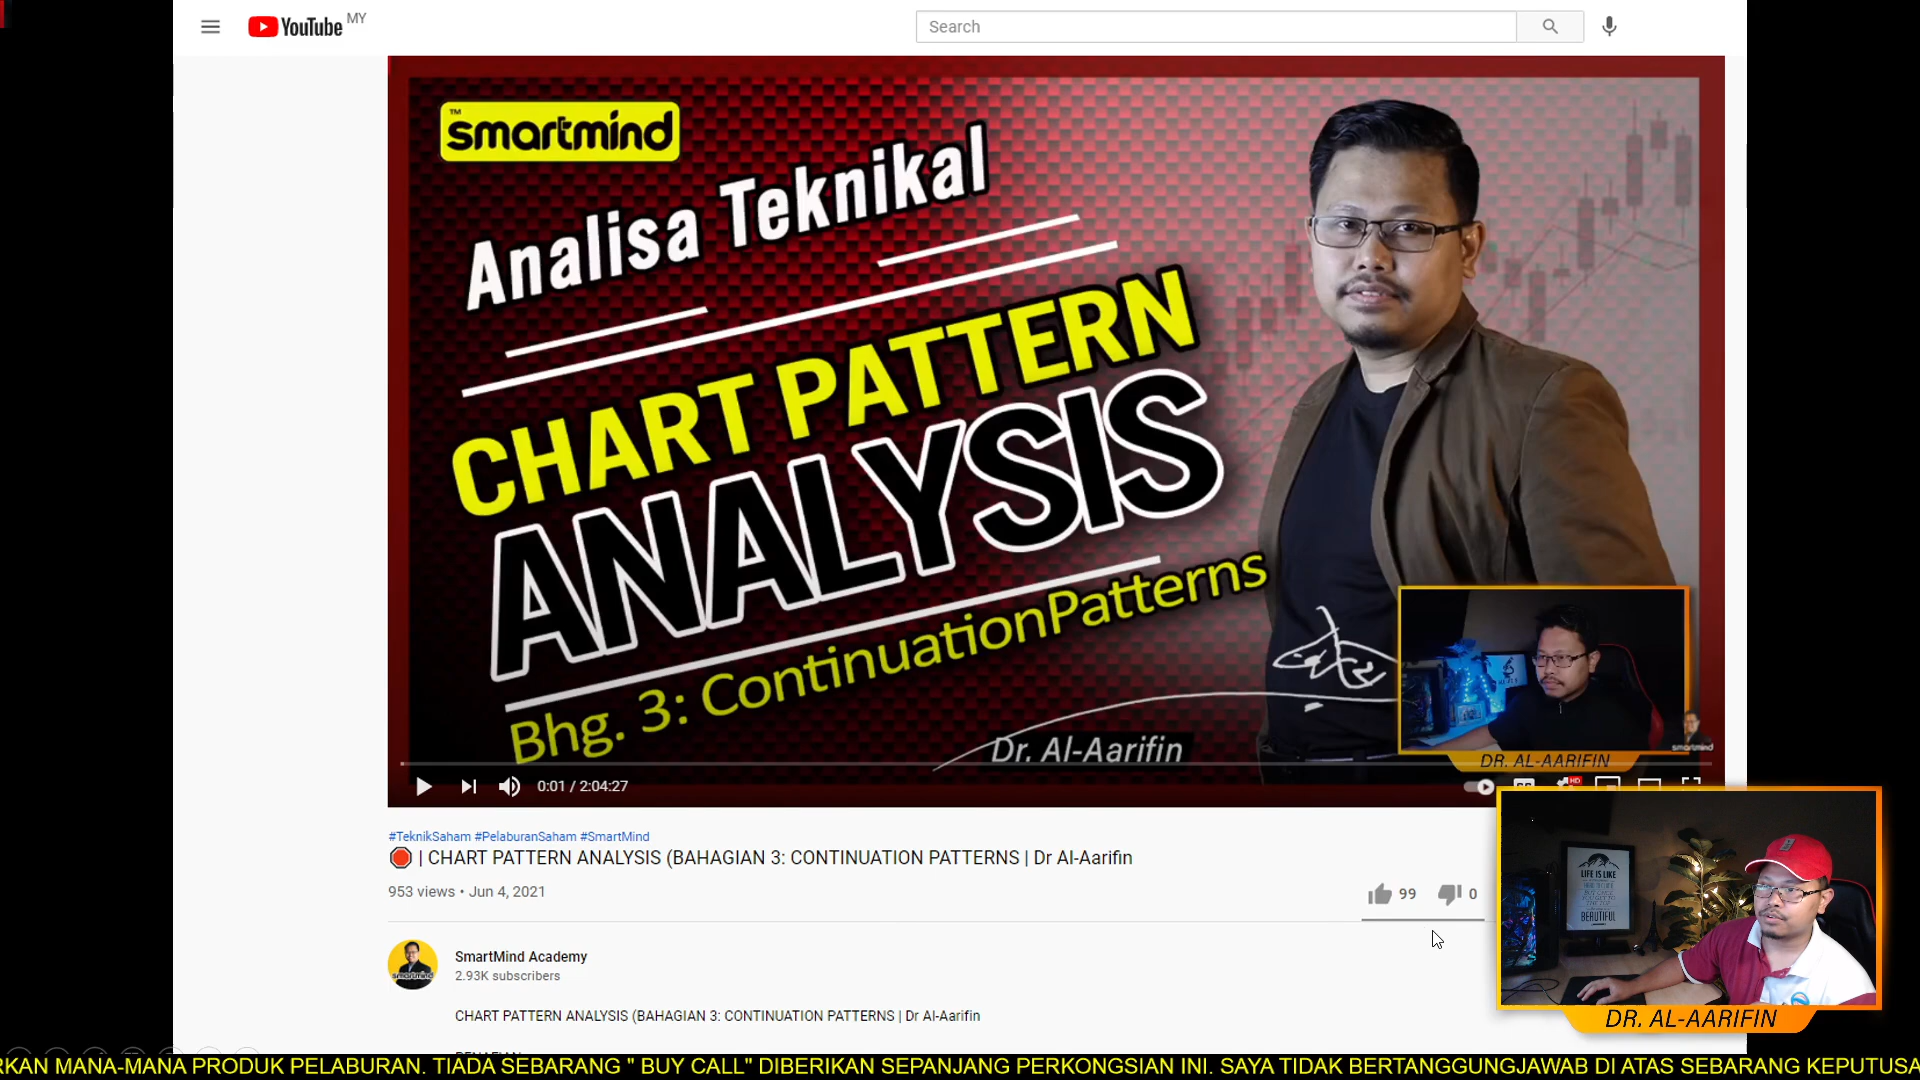 YouTube MY
Search
TM
smartmind
Analisa Teknikal
CHART PATTERN
ANALYSIS
Bhg. 3: ContinuationPatterns
Dr. Al-Aarifin
smartmind
DR. AL-AARIFIN
0:01 / 2:04:27
HD
#TeknikSaham #PelaburanSaham #SmartMind
| CHART PATTERN ANALYSIS (BAHAGIAN 3: CONTINUATION PATTERNS | Dr Al-Aarifin
953 views • Jun 4, 2021
99
0
LIFE IS LIKE
BEAUTIFUL
SmartMind Academy
2.93K subscribers
smartmind
CHART PATTERN ANALYSIS (BAHAGIAN 3: CONTINUATION PATTERNS | Dr Al-Aarifin
DR. AL-AARIFIN
RKAN MANA-MANA PRODUK PELABURAN. TIADA SEBARANG " BUY CALL" DIBERIKAN SEPANJANG PERKONGSIAN INI. SAYA TIDAK BERTANGGUNGJAWAB DI ATAS SEBARANG KEPUTUSA